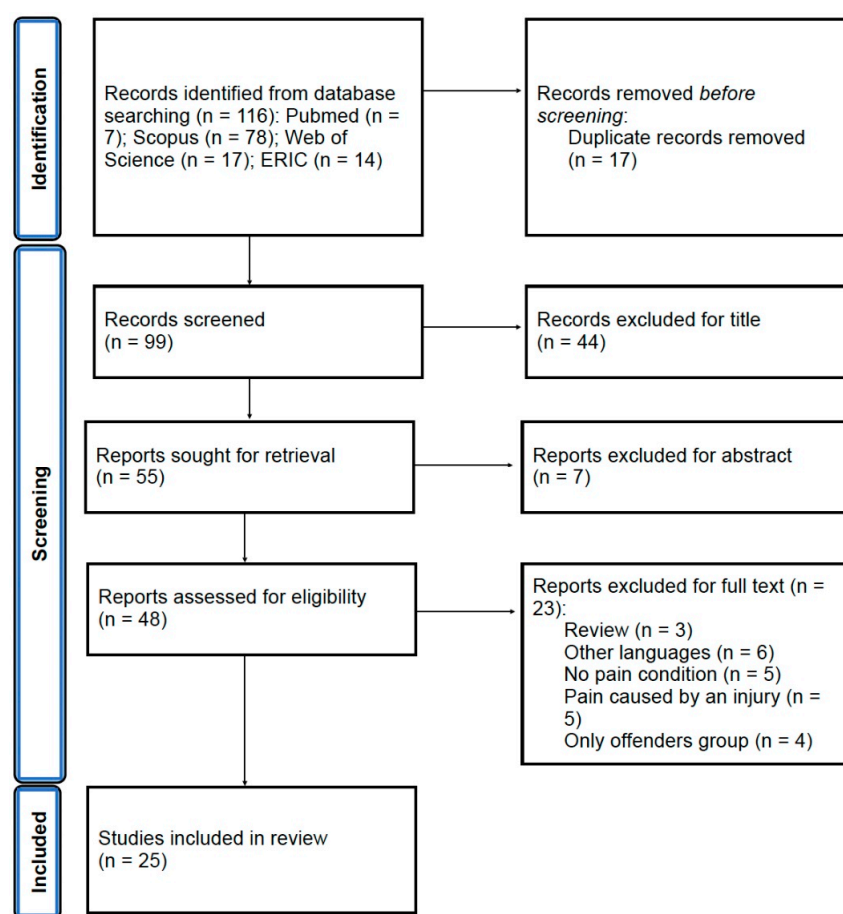 Identification
Records identified from database
searching (n = 116): Pubmed (n =
7); Scopus (n = 78); Web of
Science (n = 17); ERIC (n = 14)
Records removed before
screening:
Duplicate records removed
(n = 17)
Screening
Records screened
(n = 99)
Records excluded for title
(n = 44)
Reports sought for retrieval
(n = 55)
Reports excluded for abstract
(n = 7)
Reports assessed for eligibility
(n = 48)
Reports excluded for full text (n =
23):
Review (n = 3)
Other languages (n = 6)
No pain condition (n = 5)
Pain caused by an injury (n =
5)
Only offenders group (n = 4)
Included
Studies included in review
(n = 25)